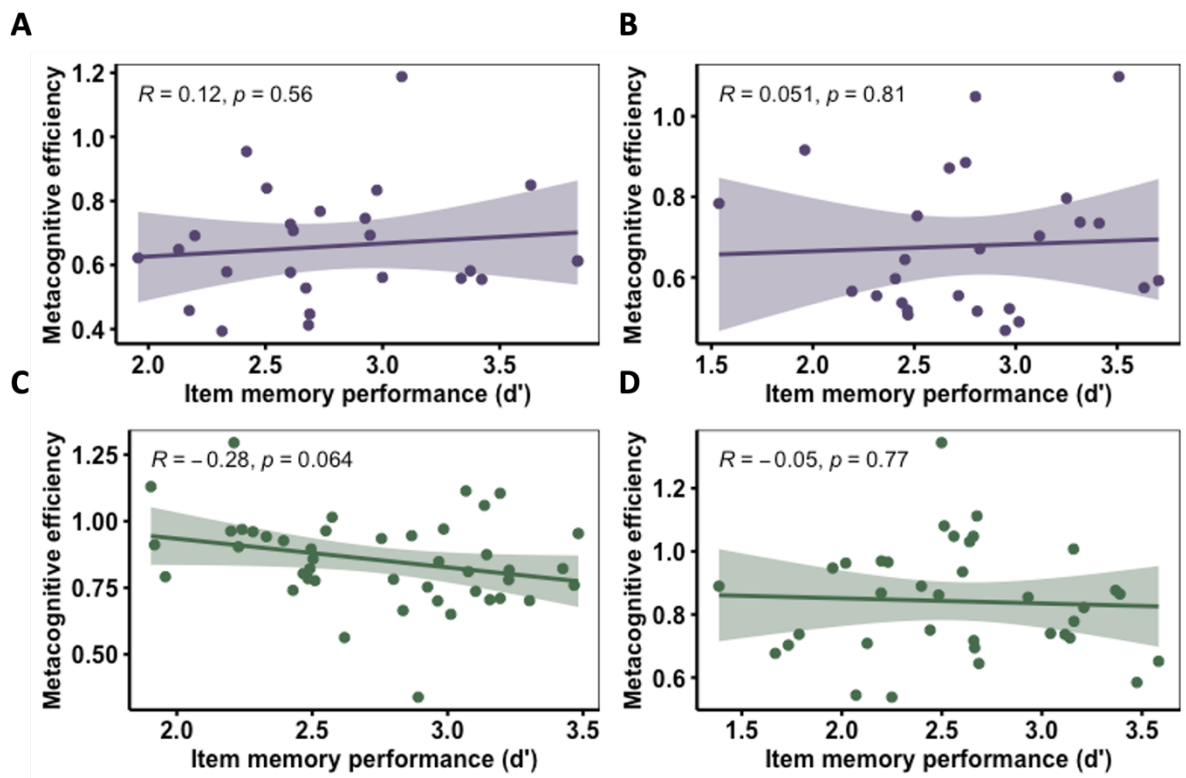 A
Metacognitive efficiency
1.2
1.0
0.8
0.6
0.4
R = 0.12, p = 0.56
2.0 2.5 3.0 3.5
Item memory performance (d')
B
Metacognitive efficiency
1.0
0.8
0.6
R = 0.051, p = 0.81
1.5 2.0 2.5 3.0 3.5
Item memory performance (d')
C
Metacognitive efficiency
1.25
1.00
0.75
0.50
R = −0.28, p = 0.064
2.0 2.5 3.0 3.5
Item memory performance (d')
D
Metacognitive efficiency
1.2
1.0
0.8
0.6
R = −0.05, p = 0.77
1.5 2.0 2.5 3.0 3.5
Item memory performance (d')